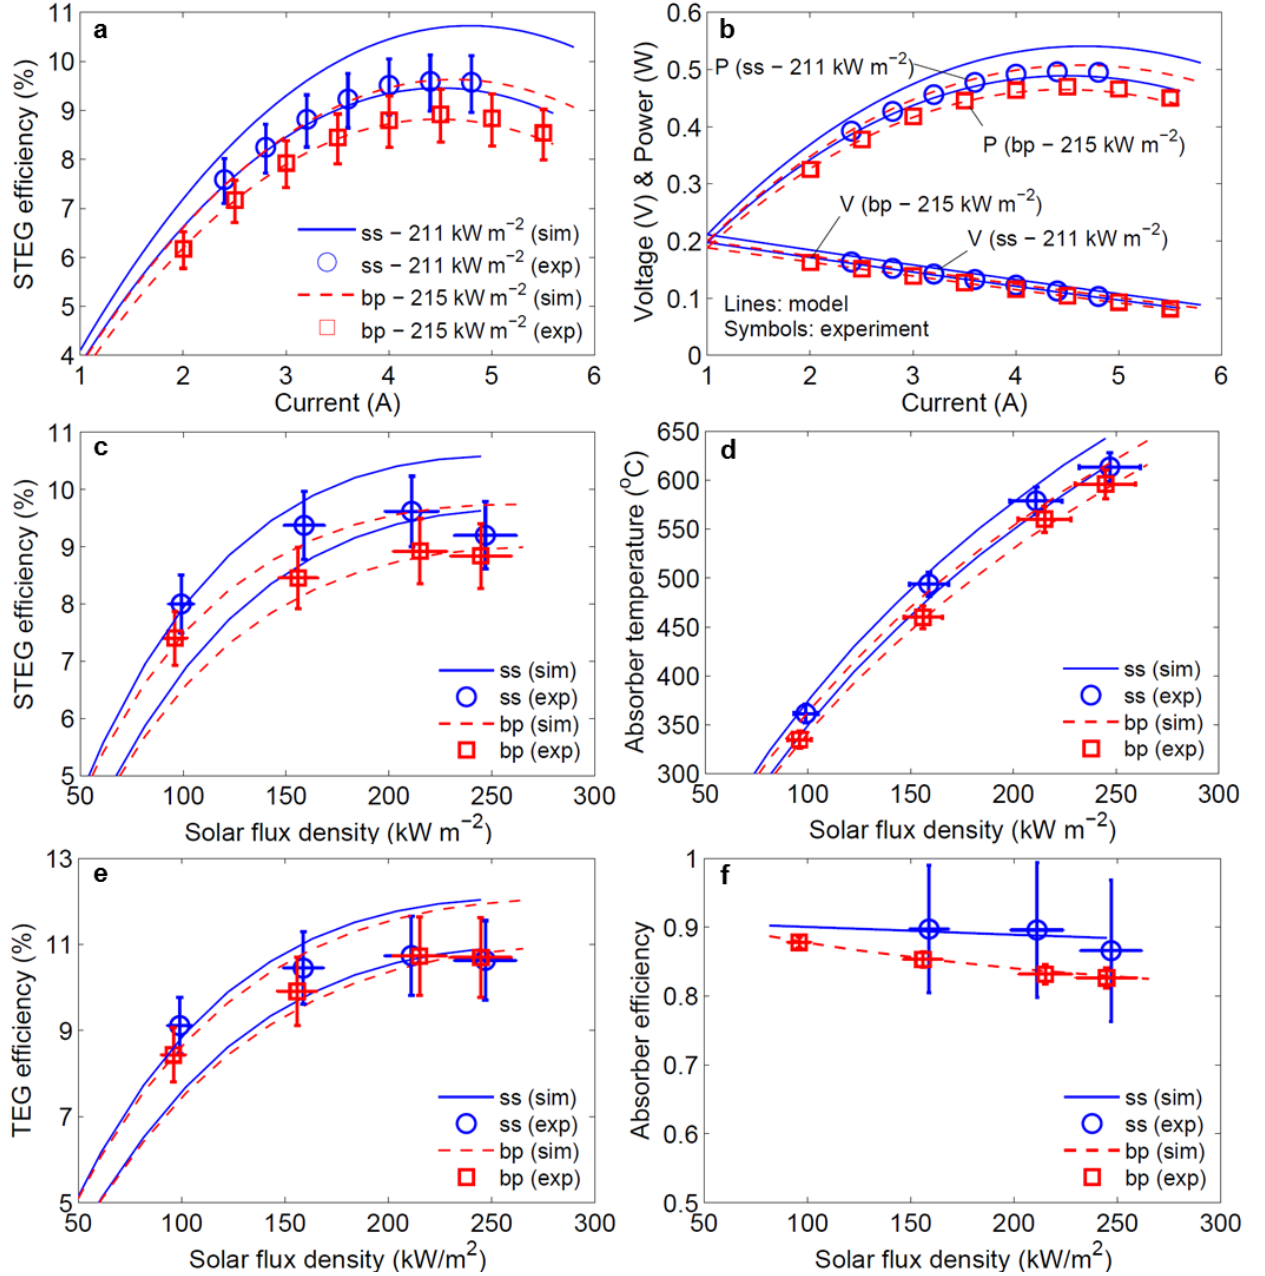 a
STEG efficiency (%)
11
10
9
8
7
6
5
4
ss − 211 kW m−2 (sim)
ss − 211 kW m−2 (exp)
bp − 215 kW m−2 (sim)
bp − 215 kW m−2 (exp)
1 2 3 4 5 6
Current (A)
b
Voltage (V) & Power (W)
0.6
0.5
0.4
0.3
0.2
0.1
0
P (ss − 211 kW m−2)
P (bp − 215 kW m−2)
V (bp − 215 kW m−2)
V (ss − 211 kW m−2)
Lines: model
Symbols: experiment
1 2 3 4 5 6
Current (A)
c
STEG efficiency (%)
11
10
9
8
7
6
5
ss (sim)
ss (exp)
bp (sim)
bp (exp)
50 100 150 200 250 300
Solar flux density (kW m−2)
d
Absorber temperature (oC)
650
600
550
500
450
400
350
300
ss (sim)
ss (exp)
bp (sim)
bp (exp)
50 100 150 200 250 300
Solar flux density (kW m−2)
e
TEG efficiency (%)
13
11
9
7
5
ss (sim)
ss (exp)
bp (sim)
bp (exp)
50 100 150 200 250 300
Solar flux density (kW/m2)
f
Absorber efficiency
1
0.9
0.8
0.7
0.6
0.5
ss (sim)
ss (exp)
bp (sim)
bp (exp)
50 100 150 200 250 300
Solar flux density (kW/m2)